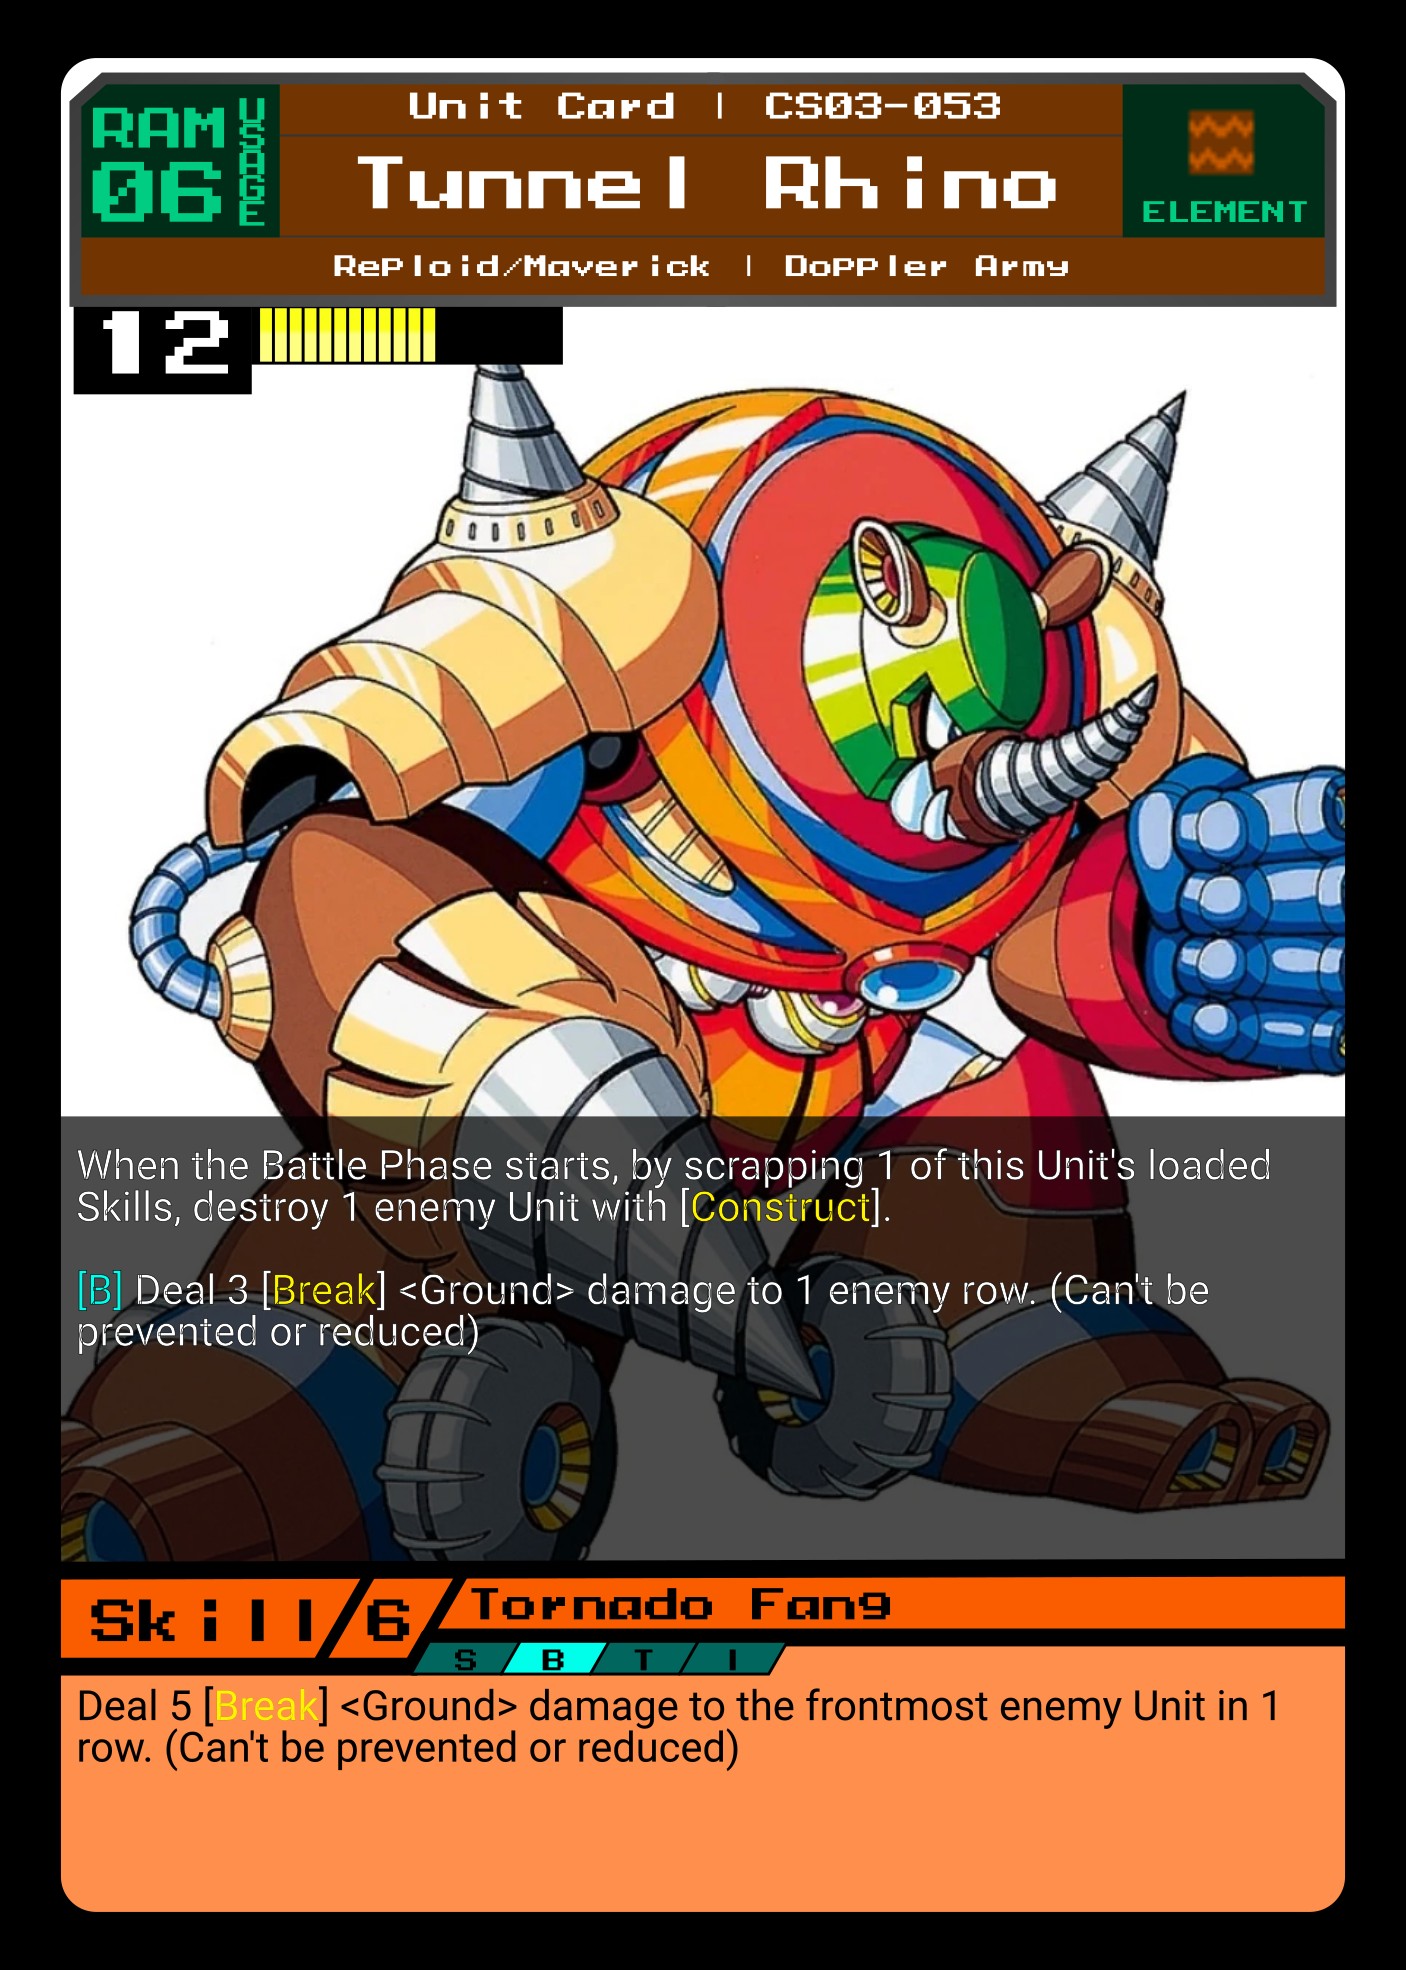 RAM
06
USAGE
Unit Card | CS03-053
Tunnel Rhino
ELEMENT
Reploid/Maverick | Doppler Army
12
When the Battle Phase starts, by scrapping 1 of this Unit's loaded
Skills, destroy 1 enemy Unit with [Construct].
[B] Deal 3 [Break] <Ground> damage to 1 enemy row. (Can't be
prevented or reduced)
Skill/6
Tornado Fang
S B T I
Deal 5 [Break] <Ground> damage to the frontmost enemy Unit in 1
row. (Can't be prevented or reduced)